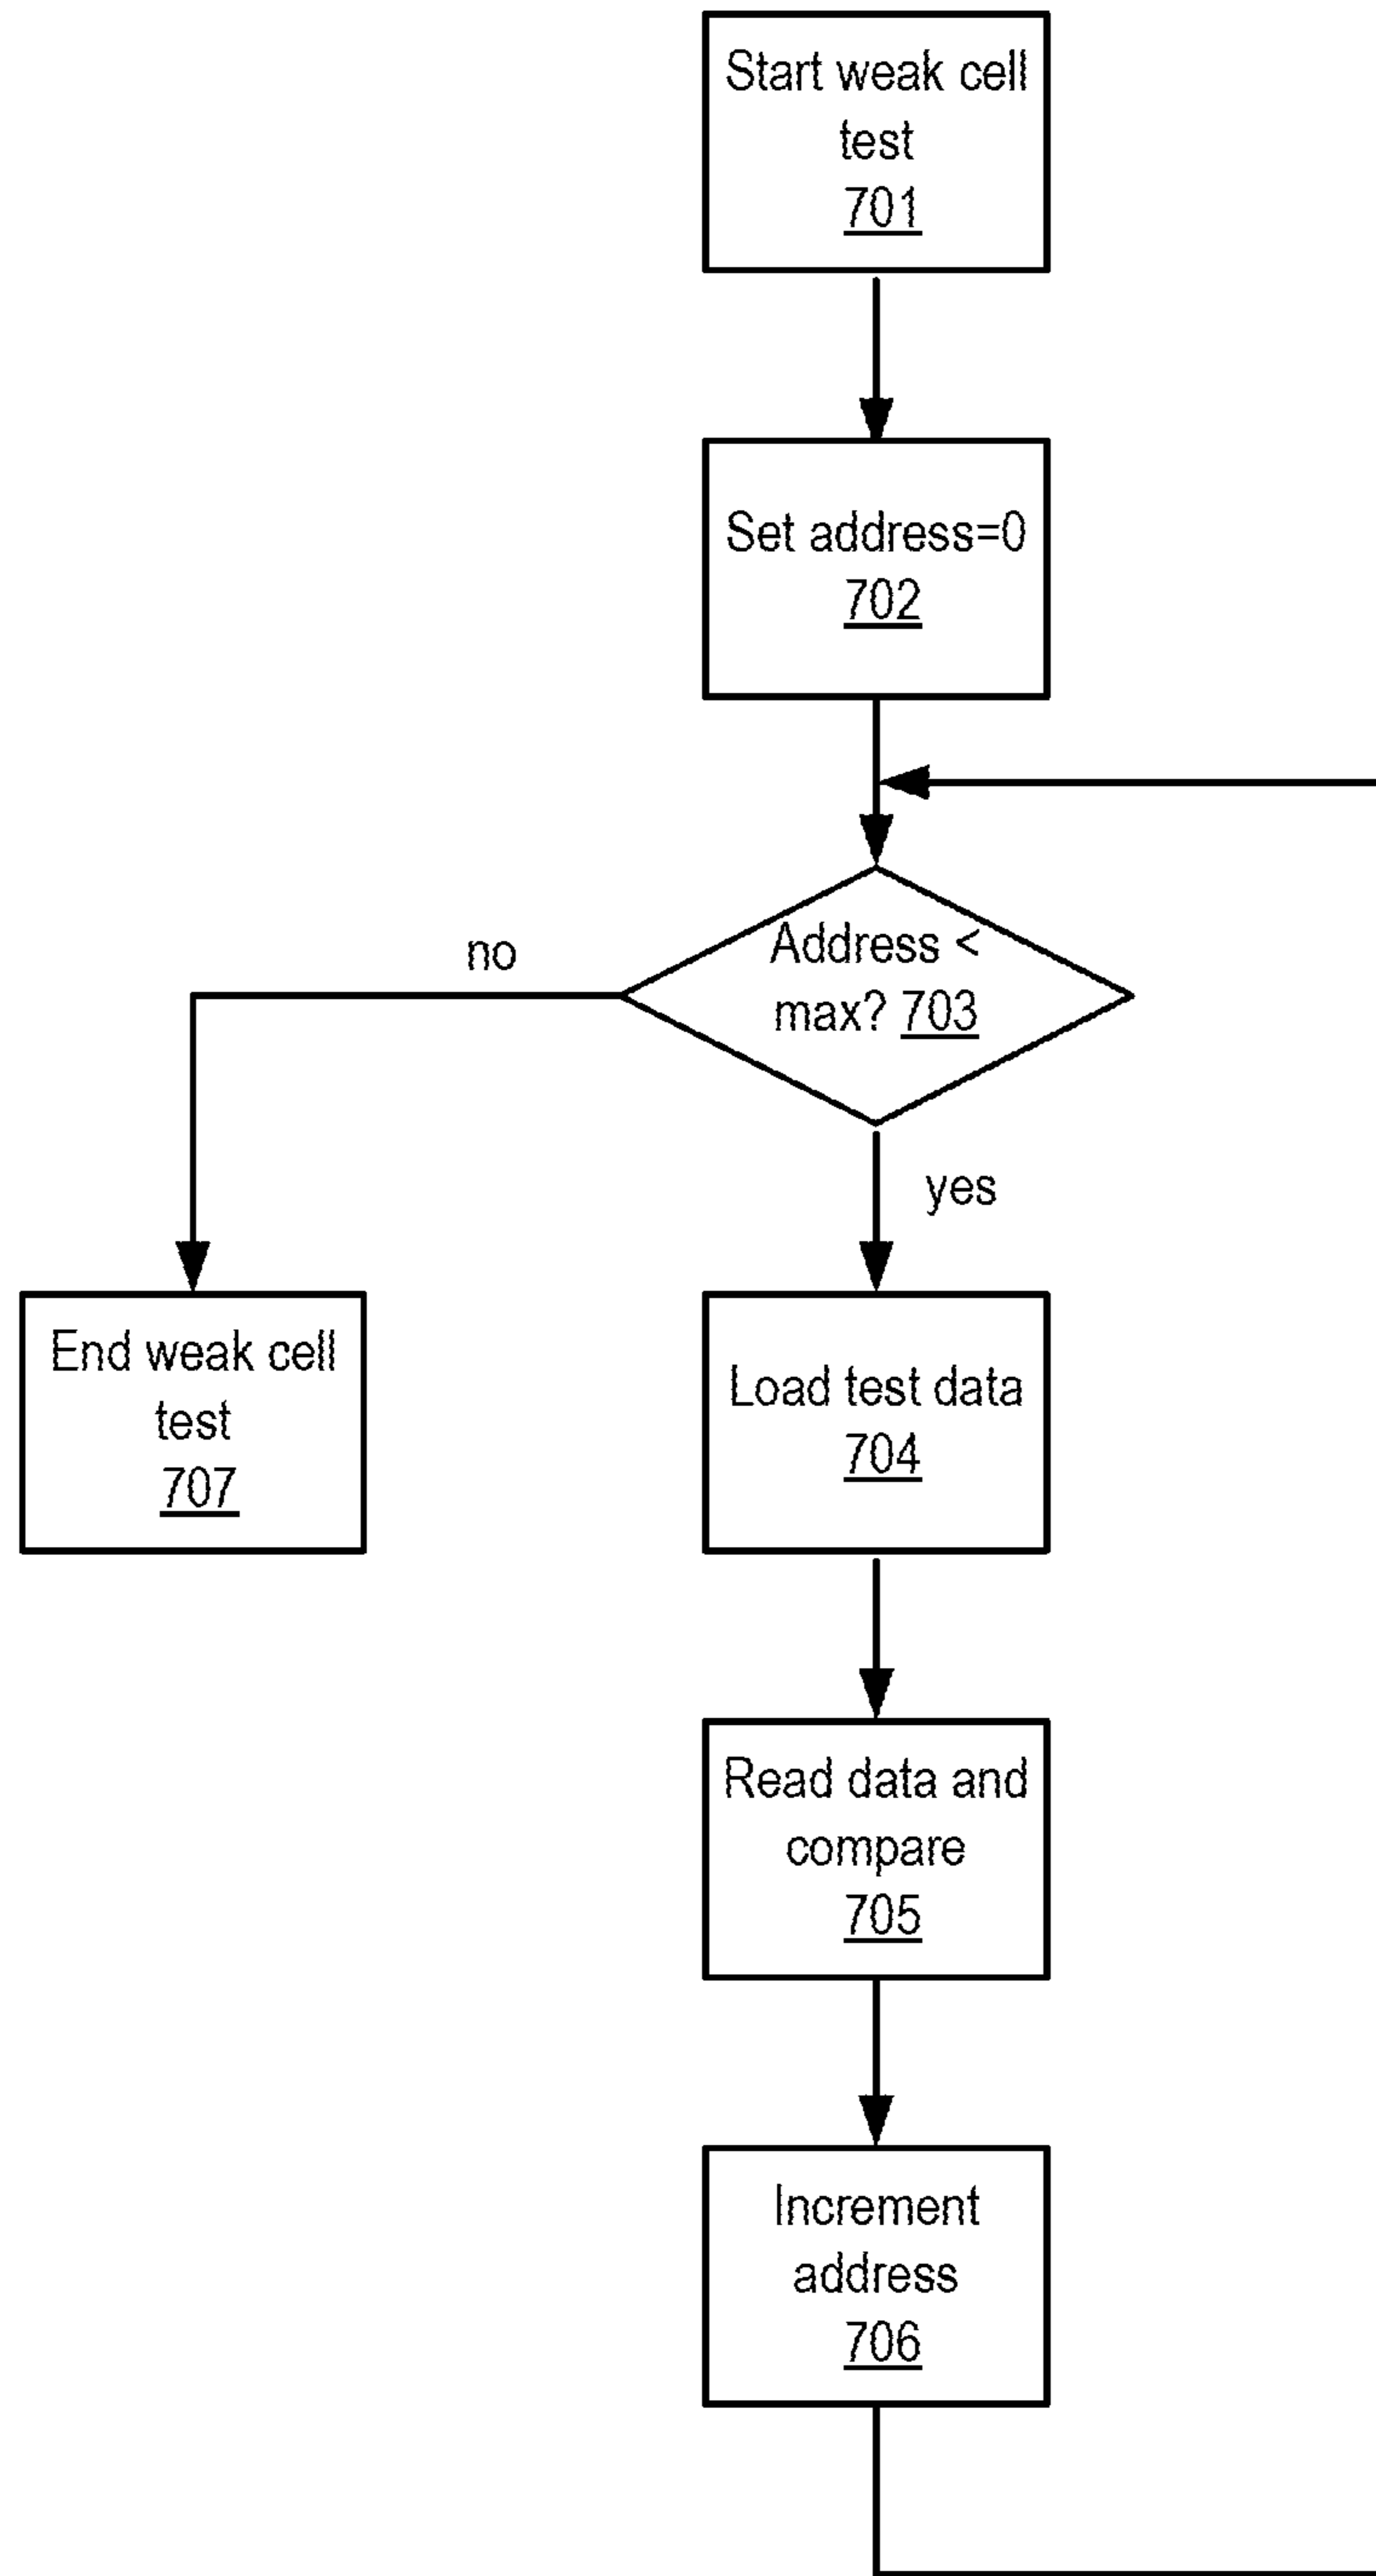 Start weak cell
test
701
Set address=0
702
Address <
max? 703
no
yes
End weak cell
test
707
Load test data
704
Read data and
compare
705
Increment
address
706